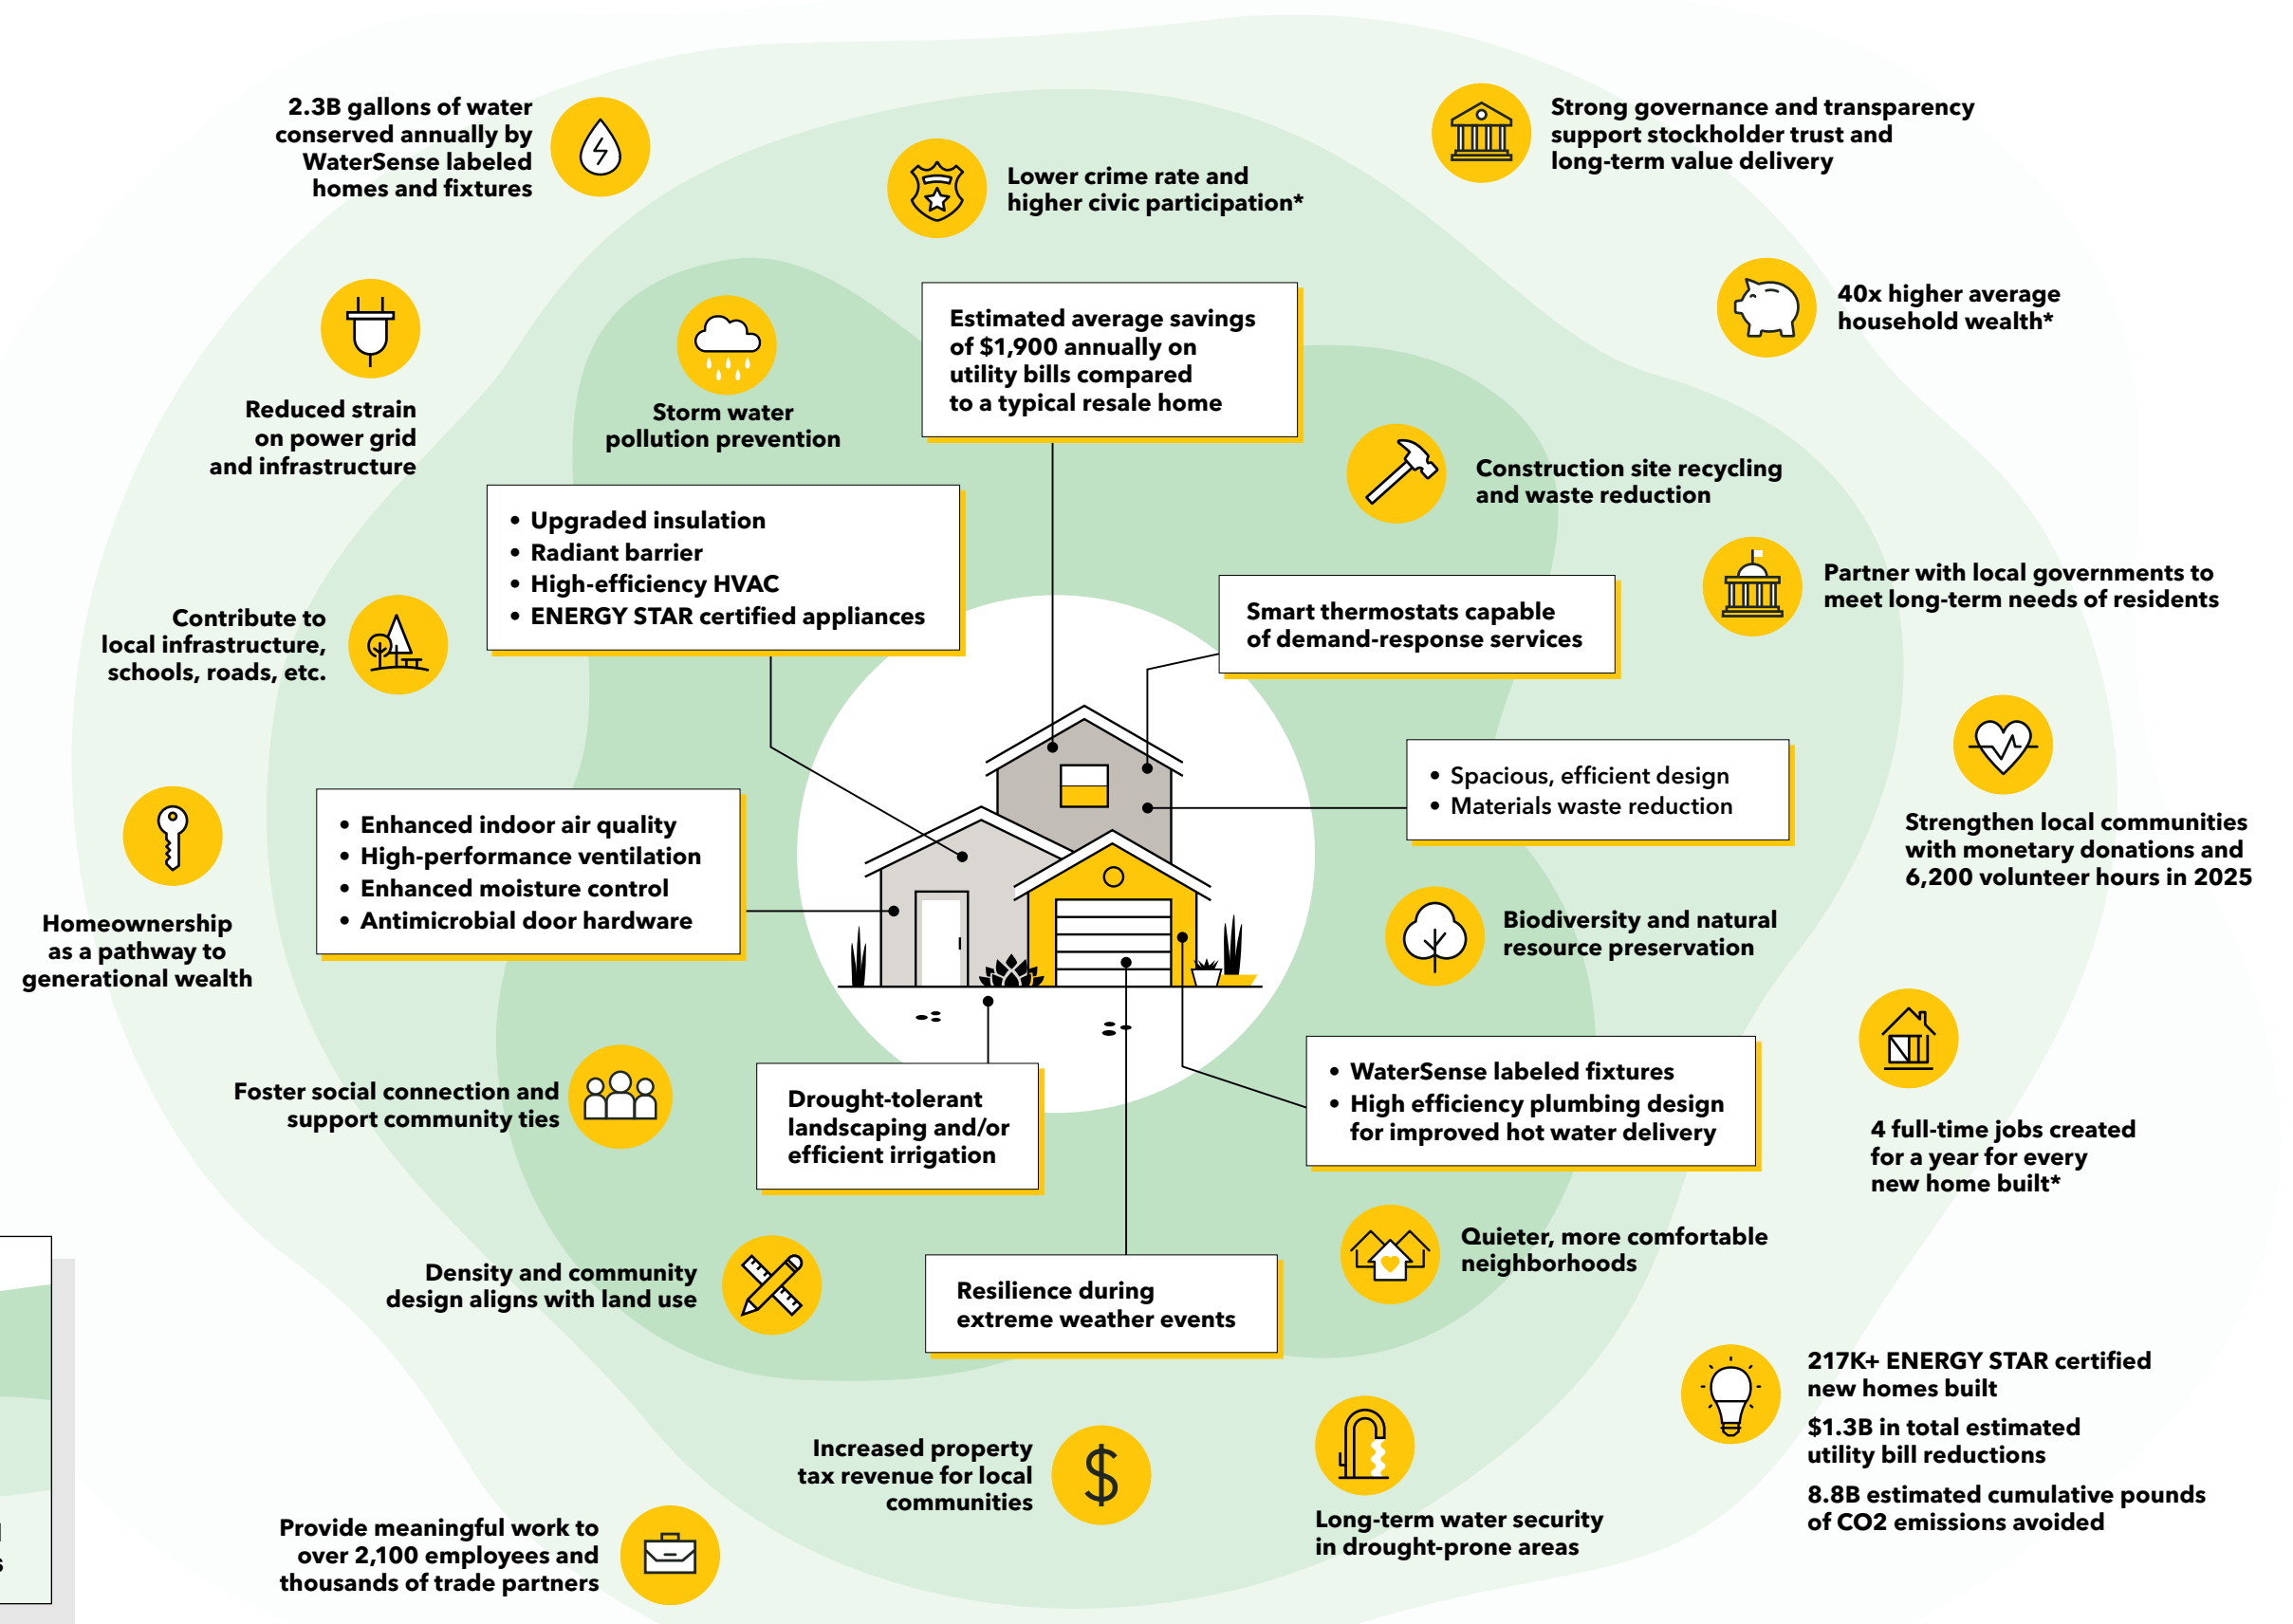 2.3B gallons of water
conserved annually by
WaterSense labeled
homes and fixtures
Lower crime rate and
higher civic participation*
Strong governance and transparency
support stockholder trust and
long-term value delivery
40x higher average
household wealth*
Reduced strain
on power grid
and infrastructure
Storm water
pollution prevention
Estimated average savings
of $1,900 annually on
utility bills compared
to a typical resale home
Construction site recycling
and waste reduction
• Upgraded insulation
• Radiant barrier
• High-efficiency HVAC
• ENERGY STAR certified appliances
Smart thermostats capable
of demand-response services
Partner with local governments to
meet long-term needs of residents
Contribute to
local infrastructure,
schools, roads, etc.
• Spacious, efficient design
• Materials waste reduction
Strengthen local communities
with monetary donations and
6,200 volunteer hours in 2025
• Enhanced indoor air quality
• High-performance ventilation
• Enhanced moisture control
• Antimicrobial door hardware
Homeownership
as a pathway to
generational wealth
Biodiversity and natural
resource preservation
Foster social connection and
support community ties
Drought-tolerant
landscaping and/or
efficient irrigation
• WaterSense labeled fixtures
• High efficiency plumbing design
for improved hot water delivery
4 full-time jobs created
for a year for every
new home built*
Density and community
design aligns with land use
Resilience during
extreme weather events
Quieter, more comfortable
neighborhoods
217K+ ENERGY STAR certified
new homes built
$1.3B in total estimated
utility bill reductions
8.8B estimated cumulative pounds
of CO2 emissions avoided
Increased property
tax revenue for local
communities
Long-term water security
in drought-prone areas
Provide meaningful work to
over 2,100 employees and
thousands of trade partners